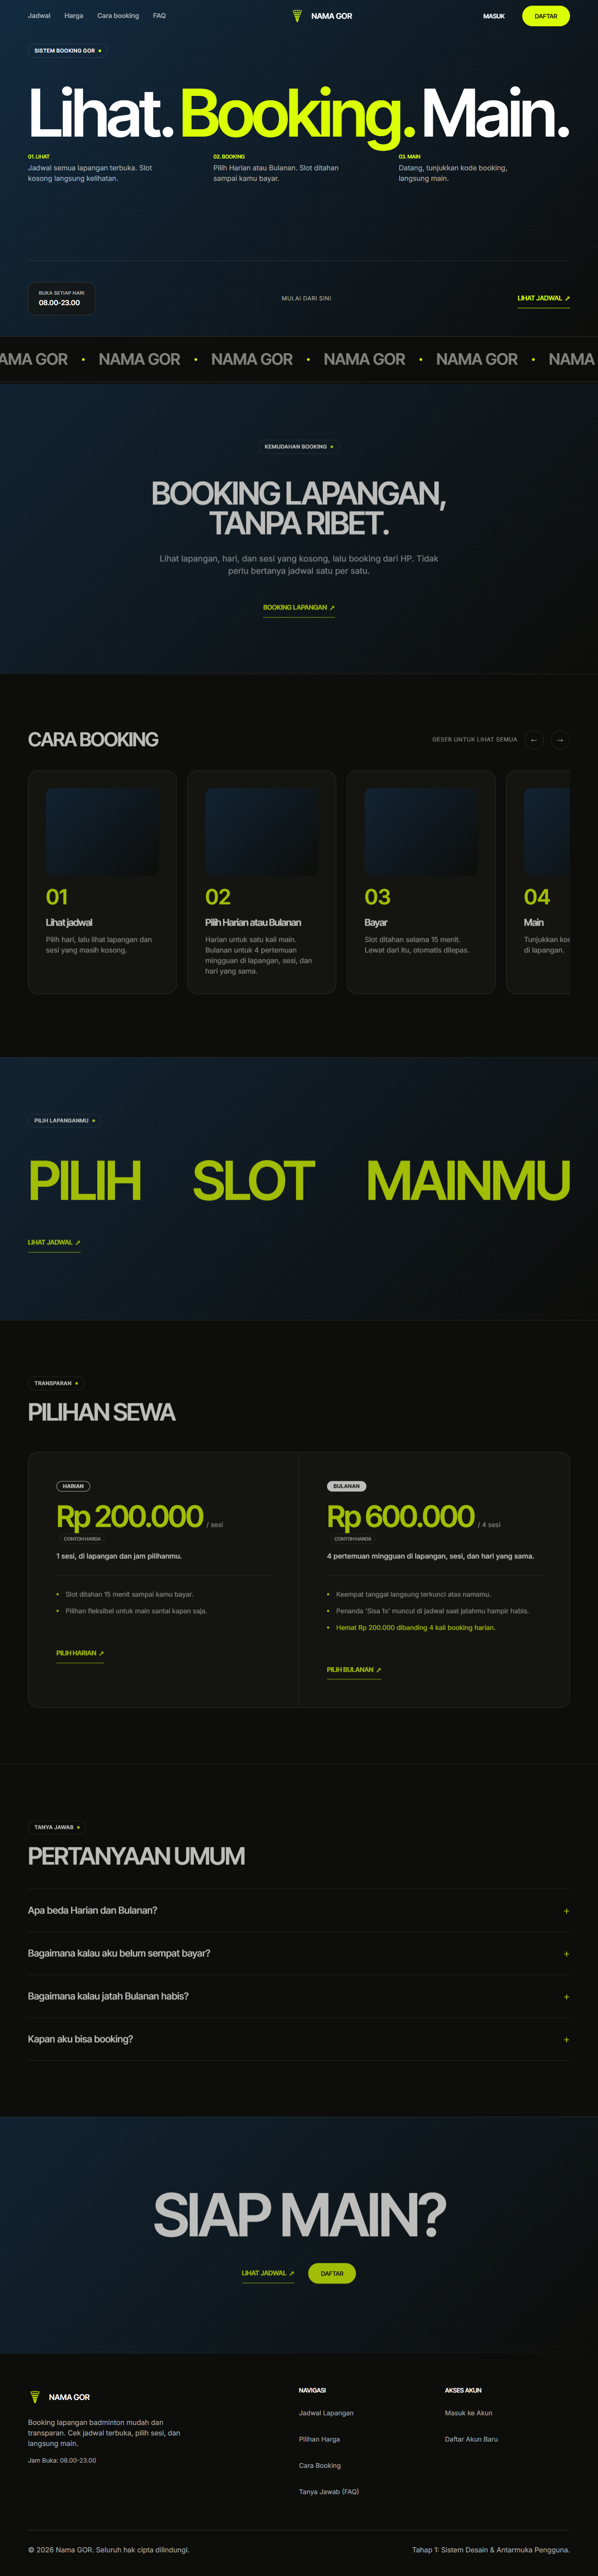 Jadwal Harga Cara booking FAQ
NAMA GOR
MASUK
DAFTAR
SISTEM BOOKING GOR
Lihat. Booking. Main.
01. LIHAT
Jadwal semua lapangan terbuka. Slot
kosong langsung kelihatan.
02. BOOKING
Pilih Harian atau Bulanan. Slot ditahan
sampai kamu bayar.
03. MAIN
Datang, tunjukkan kode booking,
langsung main.
BUKA SETIAP HARI
08.00-23.00
MULAI DARI SINI
LIHAT JADWAL ↗
AMA GOR • NAMA GOR • NAMA GOR • NAMA GOR • NAMA GOR • NAMA
KEMUDAHAN BOOKING
BOOKING LAPANGAN,
TANPA RIBET.
Lihat lapangan, hari, dan sesi yang kosong, lalu booking dari HP. Tidak
perlu bertanya jadwal satu per satu.
BOOKING LAPANGAN ↗
CARA BOOKING
GESER UNTUK LIHAT SEMUA ← →
01
Lihat jadwal
Pilih hari, lalu lihat lapangan dan
sesi yang masih kosong.
02
Pilih Harian atau Bulanan
Harian untuk satu kali main.
Bulanan untuk 4 pertemuan
mingguan di lapangan, sesi, dan
hari yang sama.
03
Bayar
Slot ditahan selama 15 menit.
Lewat dari itu, otomatis dilepas.
04
Main
Tunjukkan koc
di lapangan.
PILIH LAPANGANMU
PILIH SLOT MAINMU
LIHAT JADWAL ↗
TRANSPARAN
PILIHAN SEWA
HARIAN
Rp 200.000 / sesi
CONTOH HARGA
1 sesi, di lapangan dan jam pilihanmu.
• Slot ditahan 15 menit sampai kamu bayar.
• Pilihan fleksibel untuk main santai kapan saja.
PILIH HARIAN ↗
BULANAN
Rp 600.000 / 4 sesi
CONTOH HARGA
4 pertemuan mingguan di lapangan, sesi, dan hari yang sama.
• Keempat tanggal langsung terkunci atas namamu.
• Penanda 'Sisa 1x' muncul di jadwal saat jatahmu hampir habis.
• Hemat Rp 200.000 dibanding 4 kali booking harian.
PILIH BULANAN ↗
TANYA JAWAB
PERTANYAAN UMUM
Apa beda Harian dan Bulanan? +
Bagaimana kalau aku belum sempat bayar? +
Bagaimana kalau jatah Bulanan habis? +
Kapan aku bisa booking? +
SIAP MAIN?
LIHAT JADWAL ↗
DAFTAR
NAMA GOR
Booking lapangan badminton mudah dan
transparan. Cek jadwal terbuka, pilih sesi, dan
langsung main.
Jam Buka: 08.00-23.00
NAVIGASI
Jadwal Lapangan
Pilihan Harga
Cara Booking
Tanya Jawab (FAQ)
AKSES AKUN
Masuk ke Akun
Daftar Akun Baru
© 2026 Nama GOR. Seluruh hak cipta dilindungi.
Tahap 1: Sistem Desain & Antarmuka Pengguna.